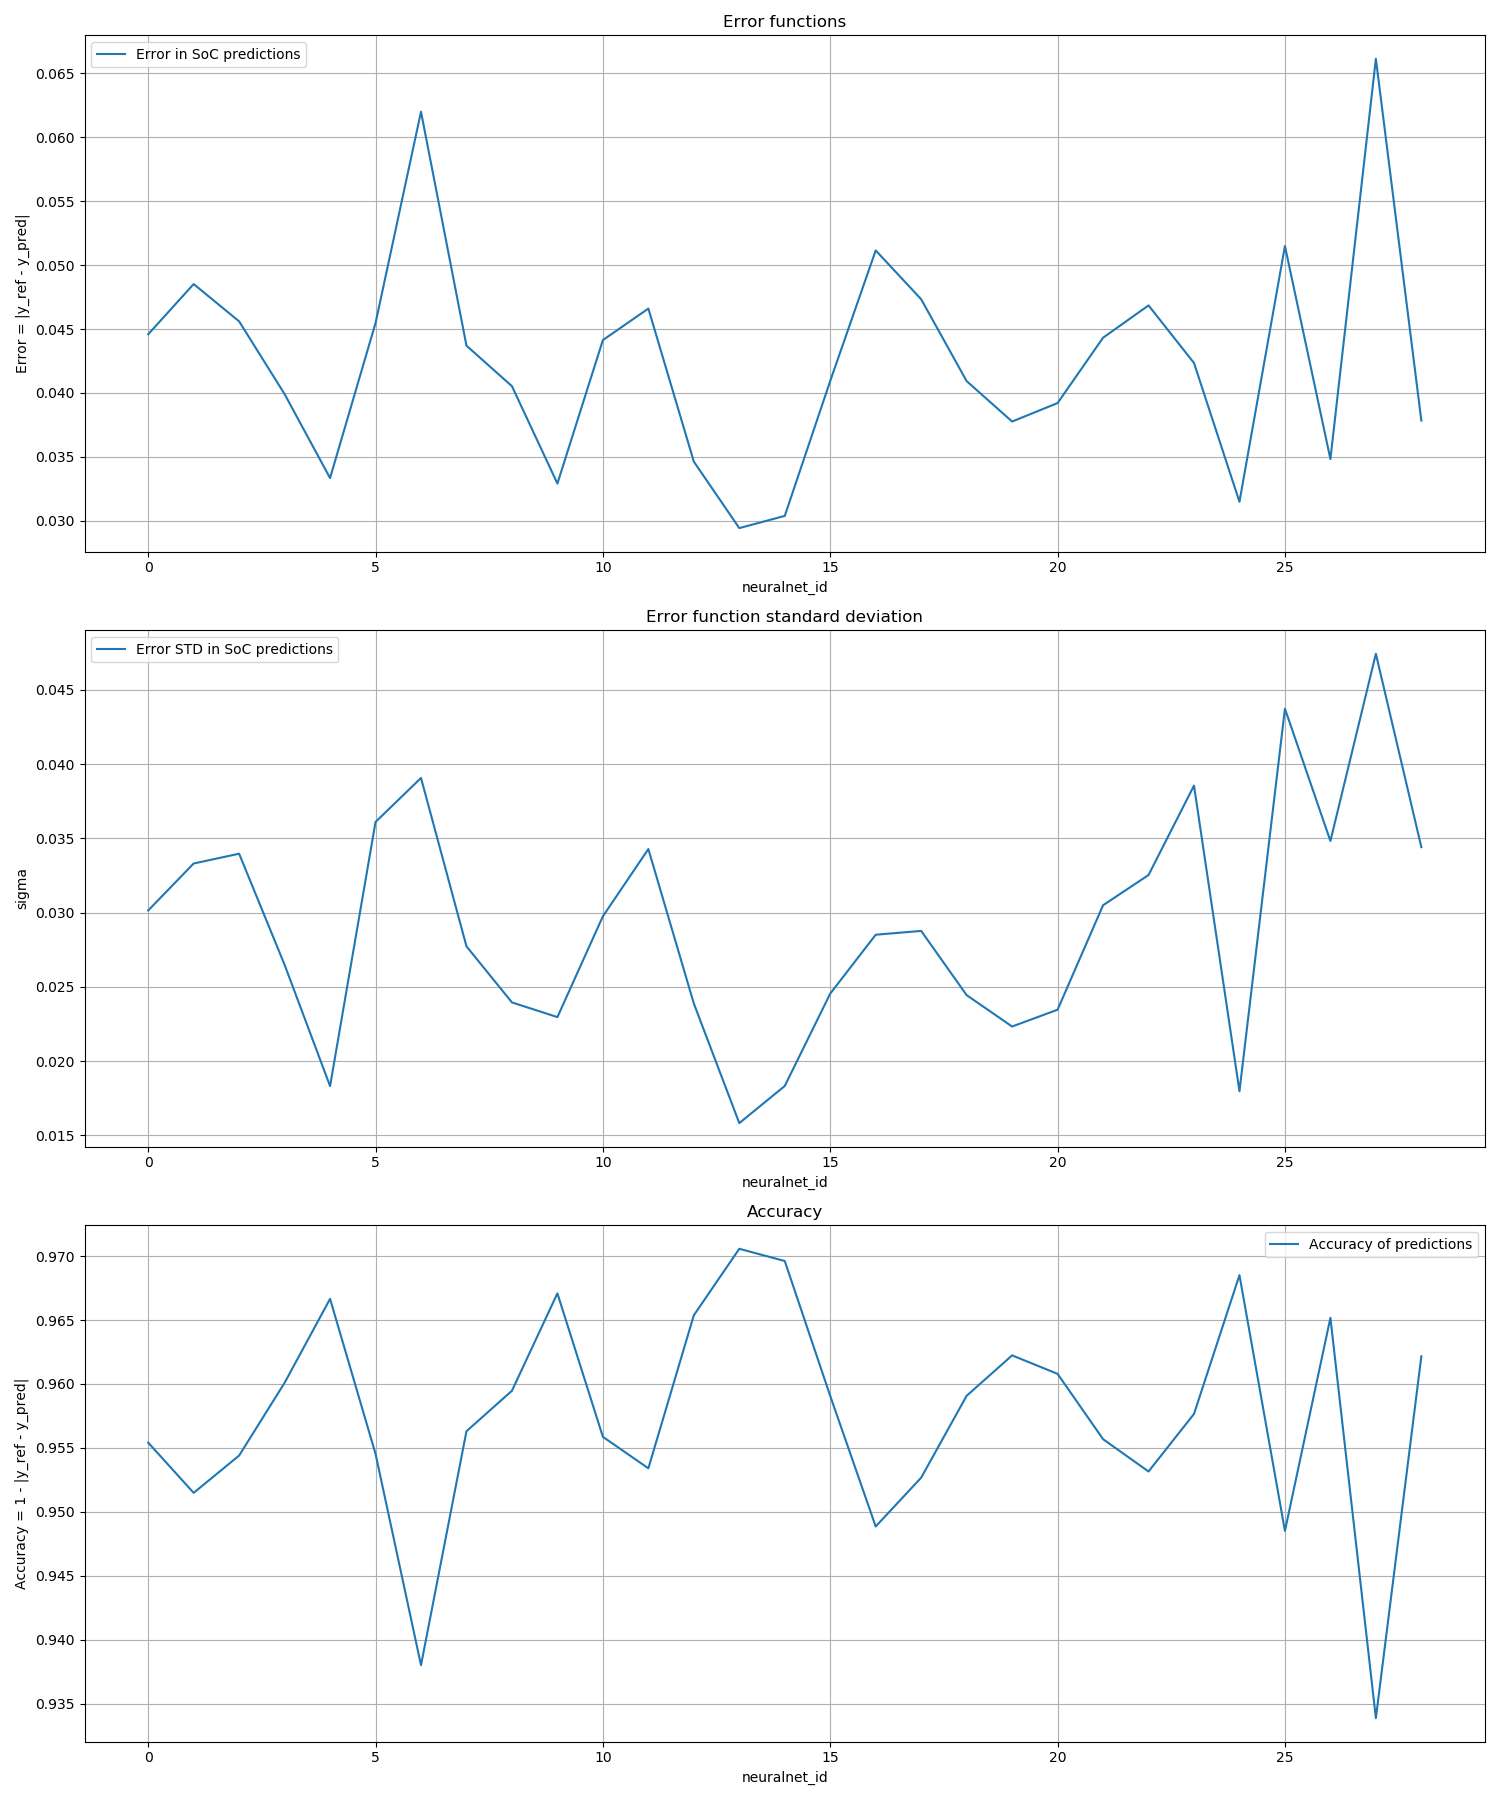 Error functions
Error in SoC predictions
0.065
0.060
0.055
0.050
0.045
0.040
0.035
0.030
Error = |y_ref - y_pred|
0 5 10 15 20 25
neuralnet_id
Error function standard deviation
Error STD in SoC predictions
0.045
0.040
0.035
0.030
0.025
0.020
0.015
sigma
0 5 10 15 20 25
neuralnet_id
Accuracy
Accuracy of predictions
0.970
0.965
0.960
0.955
0.950
0.945
0.940
0.935
Accuracy = 1 - |y_ref - y_pred|
0 5 10 15 20 25
neuralnet_id